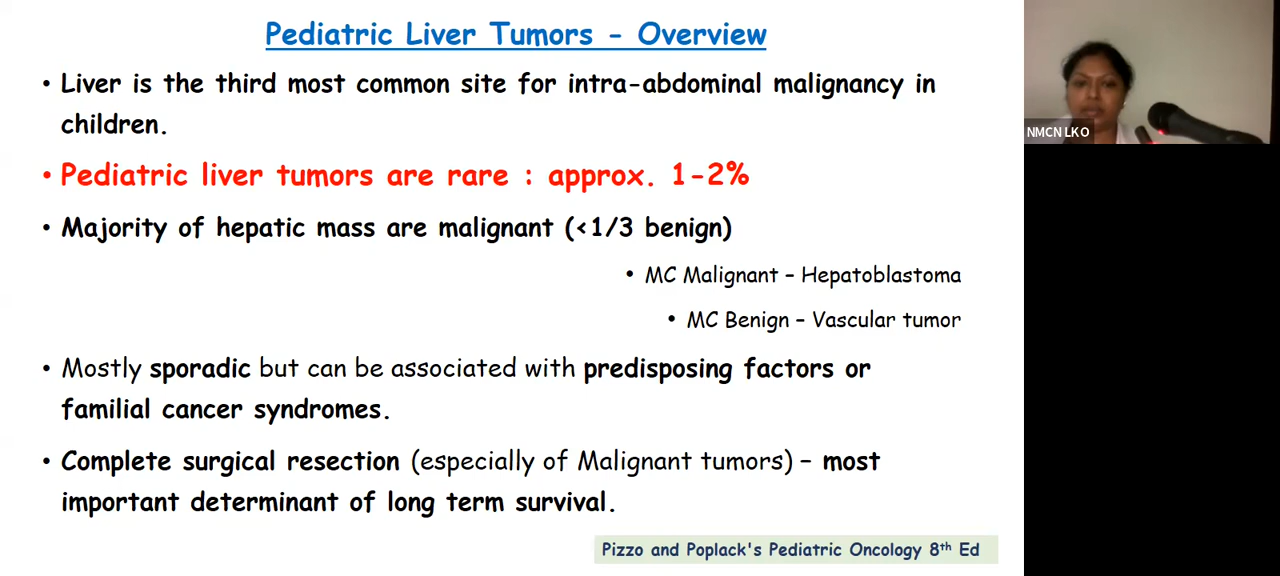 Pediatric Liver Tumors - Overview
• Liver is the third most common site for intra-abdominal malignancy in
children.
• Pediatric liver tumors are rare : approx. 1-2%
• Majority of hepatic mass are malignant (<1/3 benign)
• MC Malignant – Hepatoblastoma
• MC Benign – Vascular tumor
• Mostly sporadic but can be associated with predisposing factors or
familial cancer syndromes.
• Complete surgical resection (especially of Malignant tumors) – most
important determinant of long term survival.
Pizzo and Poplack's Pediatric Oncology 8th Ed
NMCN LKO